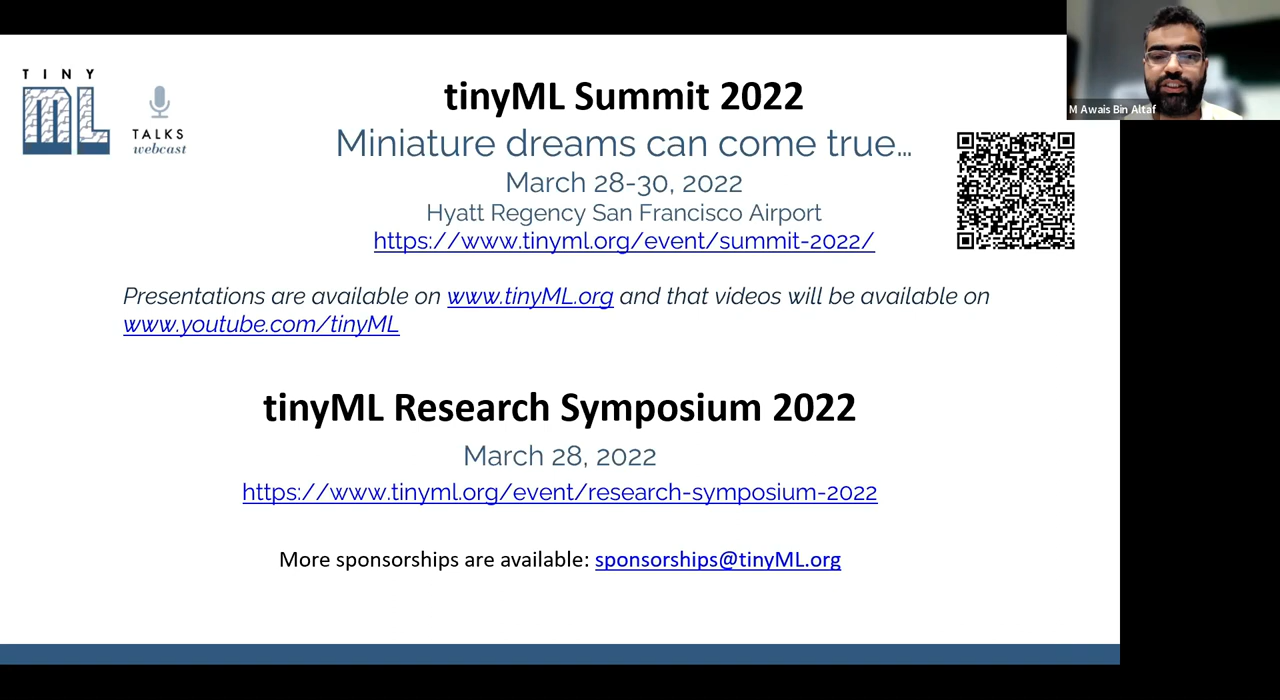 TINY
ML
TALKS
webcast
tinyML Summit 2022
Miniature dreams can come true…
March 28-30, 2022
Hyatt Regency San Francisco Airport
https://www.tinyml.org/event/summit-2022/
M Awais Bin Altaf
Presentations are available on www.tinyML.org and that videos will be available on
www.youtube.com/tinyML
tinyML Research Symposium 2022
March 28, 2022
https://www.tinyml.org/event/research-symposium-2022
More sponsorships are available: sponsorships@tinyML.org